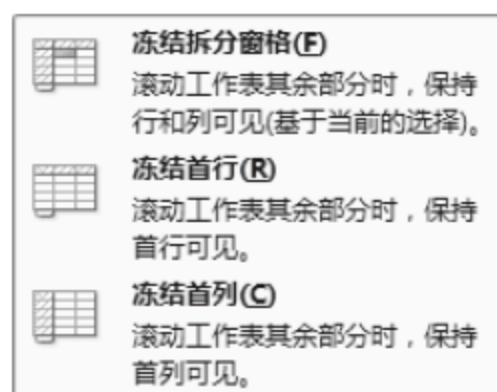 冻结拆分窗格(F)
滚动工作表其余部分时，保持
行和列可见(基于当前的选择)。
冻结首行(R)
滚动工作表其余部分时，保持
首行可见。
冻结首列(C)
滚动工作表其余部分时，保持
首列可见。